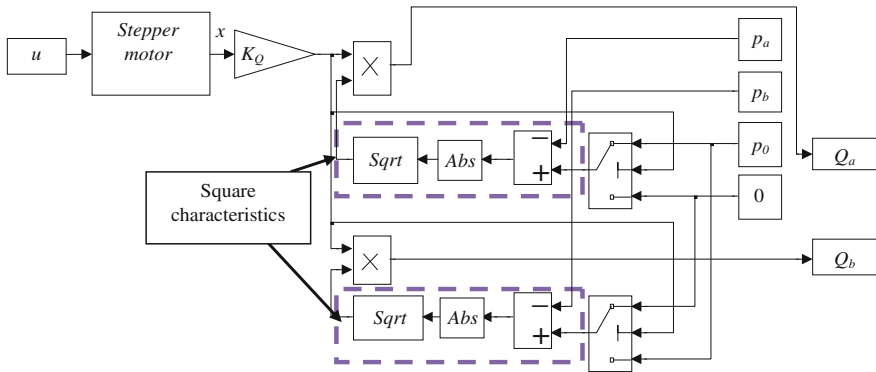 u
Stepper
motor
x
K_Q
×
p_a
p_b
p_0
0
Q_a
Q_b
Sqrt
Abs
−
+
Square
characteristics
×
Sqrt
Abs
−
+